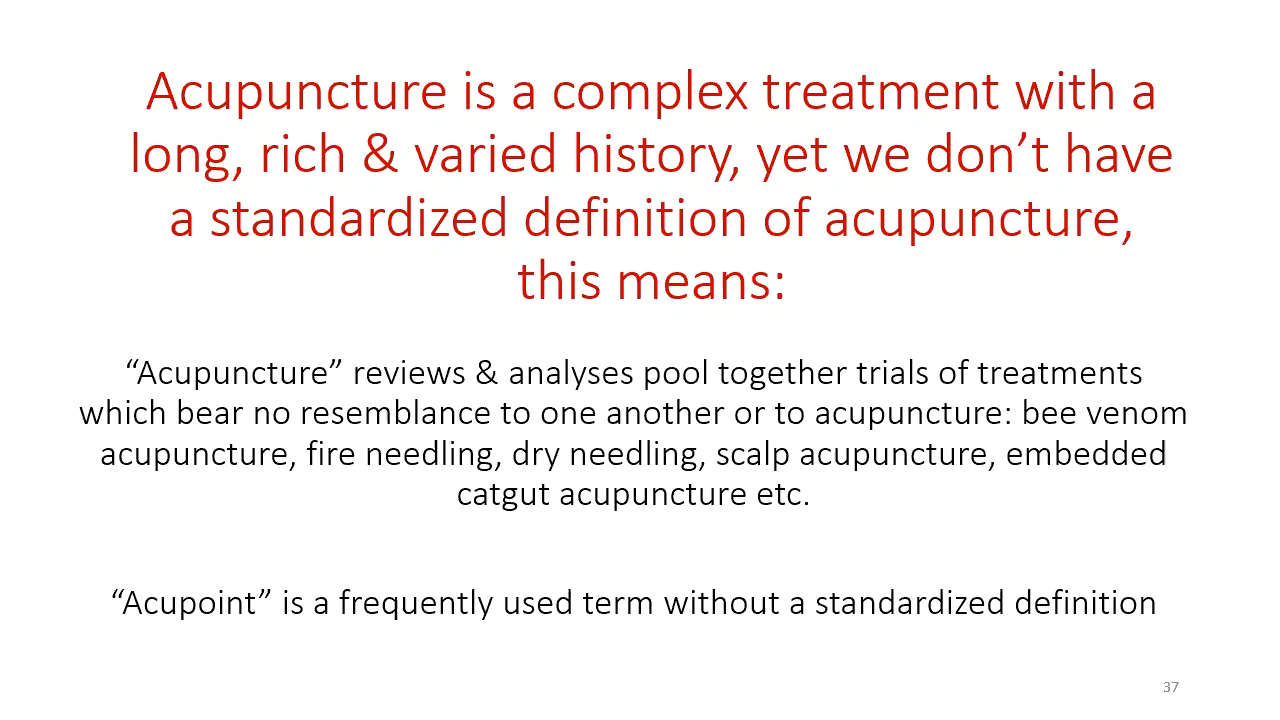 Acupuncture is a complex treatment with a
long, rich & varied history, yet we don’t have
a standardized definition of acupuncture,
this means:
“Acupuncture” reviews & analyses pool together trials of treatments
which bear no resemblance to one another or to acupuncture: bee venom
acupuncture, fire needling, dry needling, scalp acupuncture, embedded
catgut acupuncture etc.
“Acupoint” is a frequently used term without a standardized definition
37